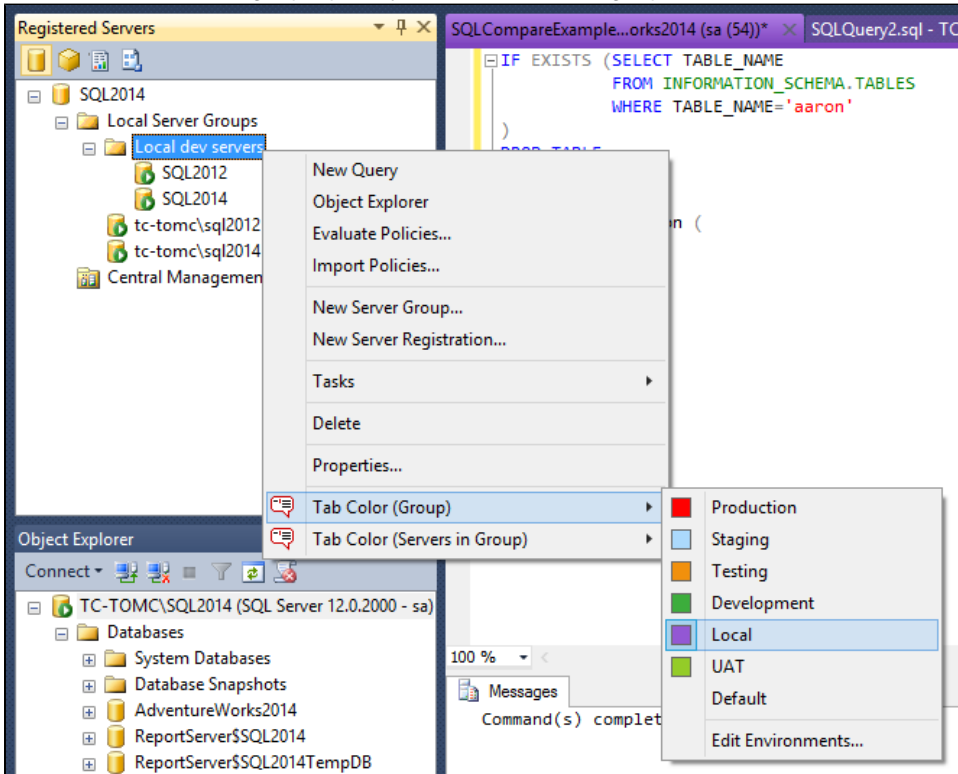 Registered Servers
SQL2014
Local Server Groups
Local dev servers
SQL2012
SQL2014
tc-tomc\sql2012
tc-tomc\sql2014
Central Managemen
SQLCompareExample...orks2014 (sa (54))* SQLQuery2.sql - TC
IF EXISTS (SELECT TABLE_NAME
FROM INFORMATION_SCHEMA.TABLES
WHERE TABLE_NAME='aaron'
)
DROP TABLE
n (
New Query
Object Explorer
Evaluate Policies...
Import Policies...
New Server Group...
New Server Registration...
Tasks
Delete
Properties...
Tab Color (Group)
Tab Color (Servers in Group)
Production
Staging
Testing
Development
Local
UAT
Default
Edit Environments...
Object Explorer
Connect
TC-TOMC\SQL2014 (SQL Server 12.0.2000 - sa)
Databases
System Databases
Database Snapshots
AdventureWorks2014
ReportServer$SQL2014
ReportServer$SQL2014TempDB
100 %
Messages
Command(s) complet